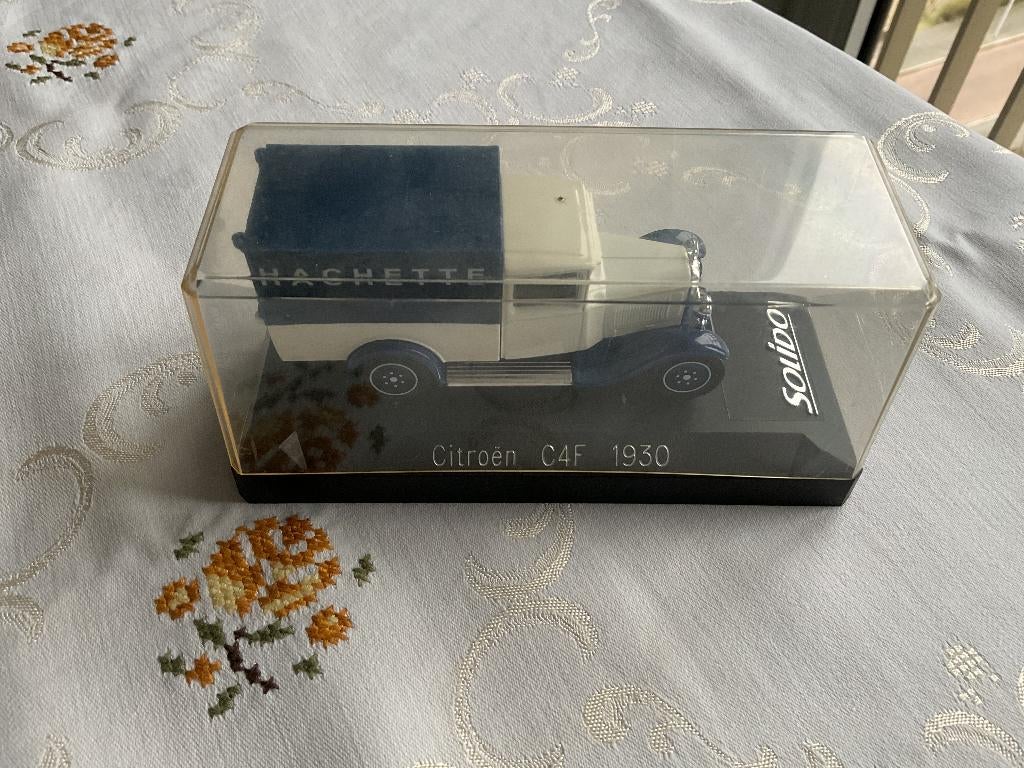 HACHETTE
SOLIDO
Citroën C4F 1930